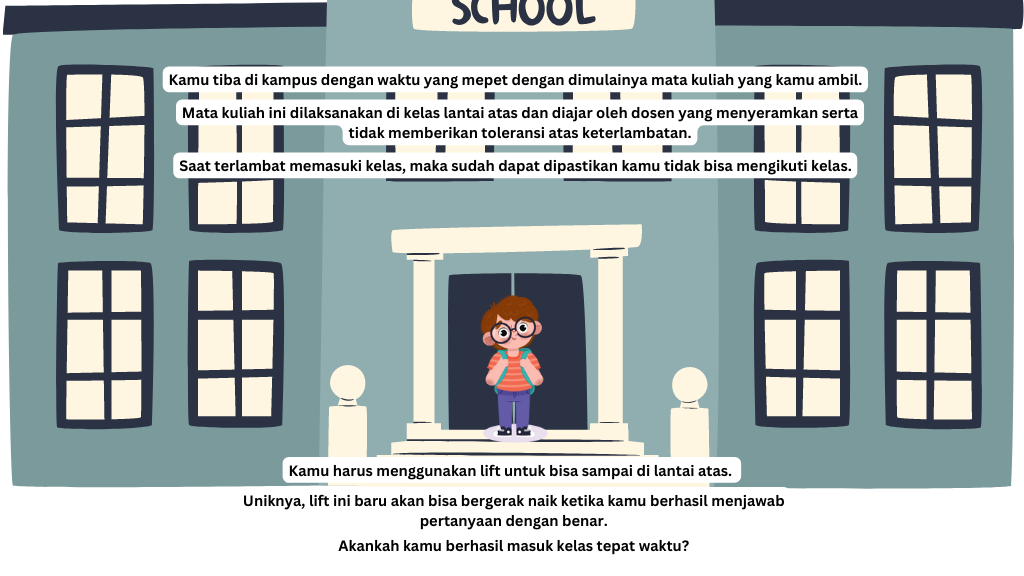 SCHOOL
Kamu tiba di kampus dengan waktu yang mepet dengan dimulainya mata kuliah yang kamu ambil.
Mata kuliah ini dilaksanakan di kelas lantai atas dan diajar oleh dosen yang menyeramkan serta
tidak memberikan toleransi atas keterlambatan.
Saat terlambat memasuki kelas, maka sudah dapat dipastikan kamu tidak bisa mengikuti kelas.
Kamu harus menggunakan lift untuk bisa sampai di lantai atas.
Uniknya, lift ini baru akan bisa bergerak naik ketika kamu berhasil menjawab
pertanyaan dengan benar.
Akankah kamu berhasil masuk kelas tepat waktu?